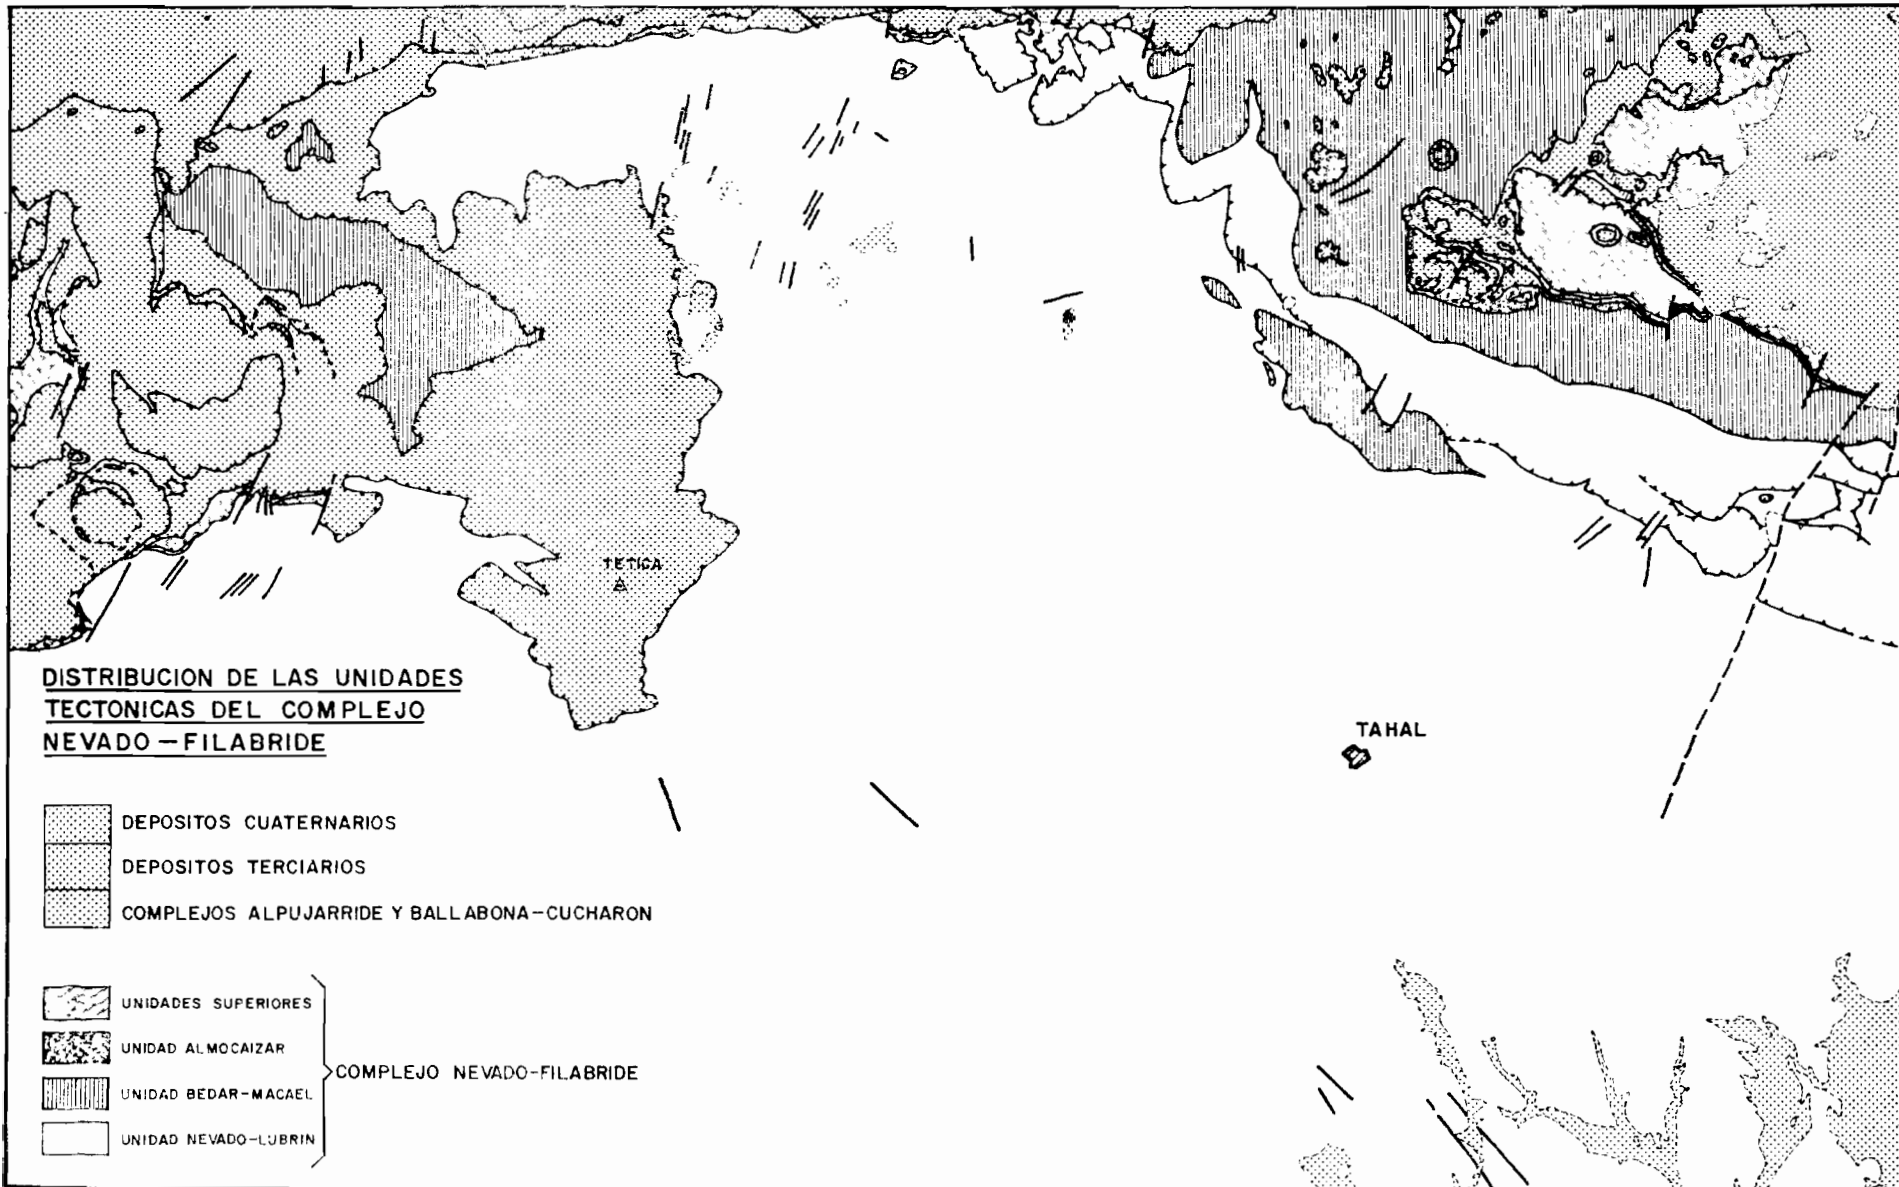 TETICA
DISTRIBUCION DE LAS UNIDADES
TECTONICAS DEL COMPLEJO
NEVADO-FILABRIDE
TAHAL
DEPOSITOS CUATERNARIOS
DEPOSITOS TERCIARIOS
COMPLEJOS ALPUJARRIDE Y BALLABONA-CUCHARON
UNIDADES SUPERIORES
UNIDAD ALMOCAIZAR
UNIDAD BEDAR-MACAEL
UNIDAD NEVADO-LUBRIN
COMPLEJO NEVADO-FILABRIDE